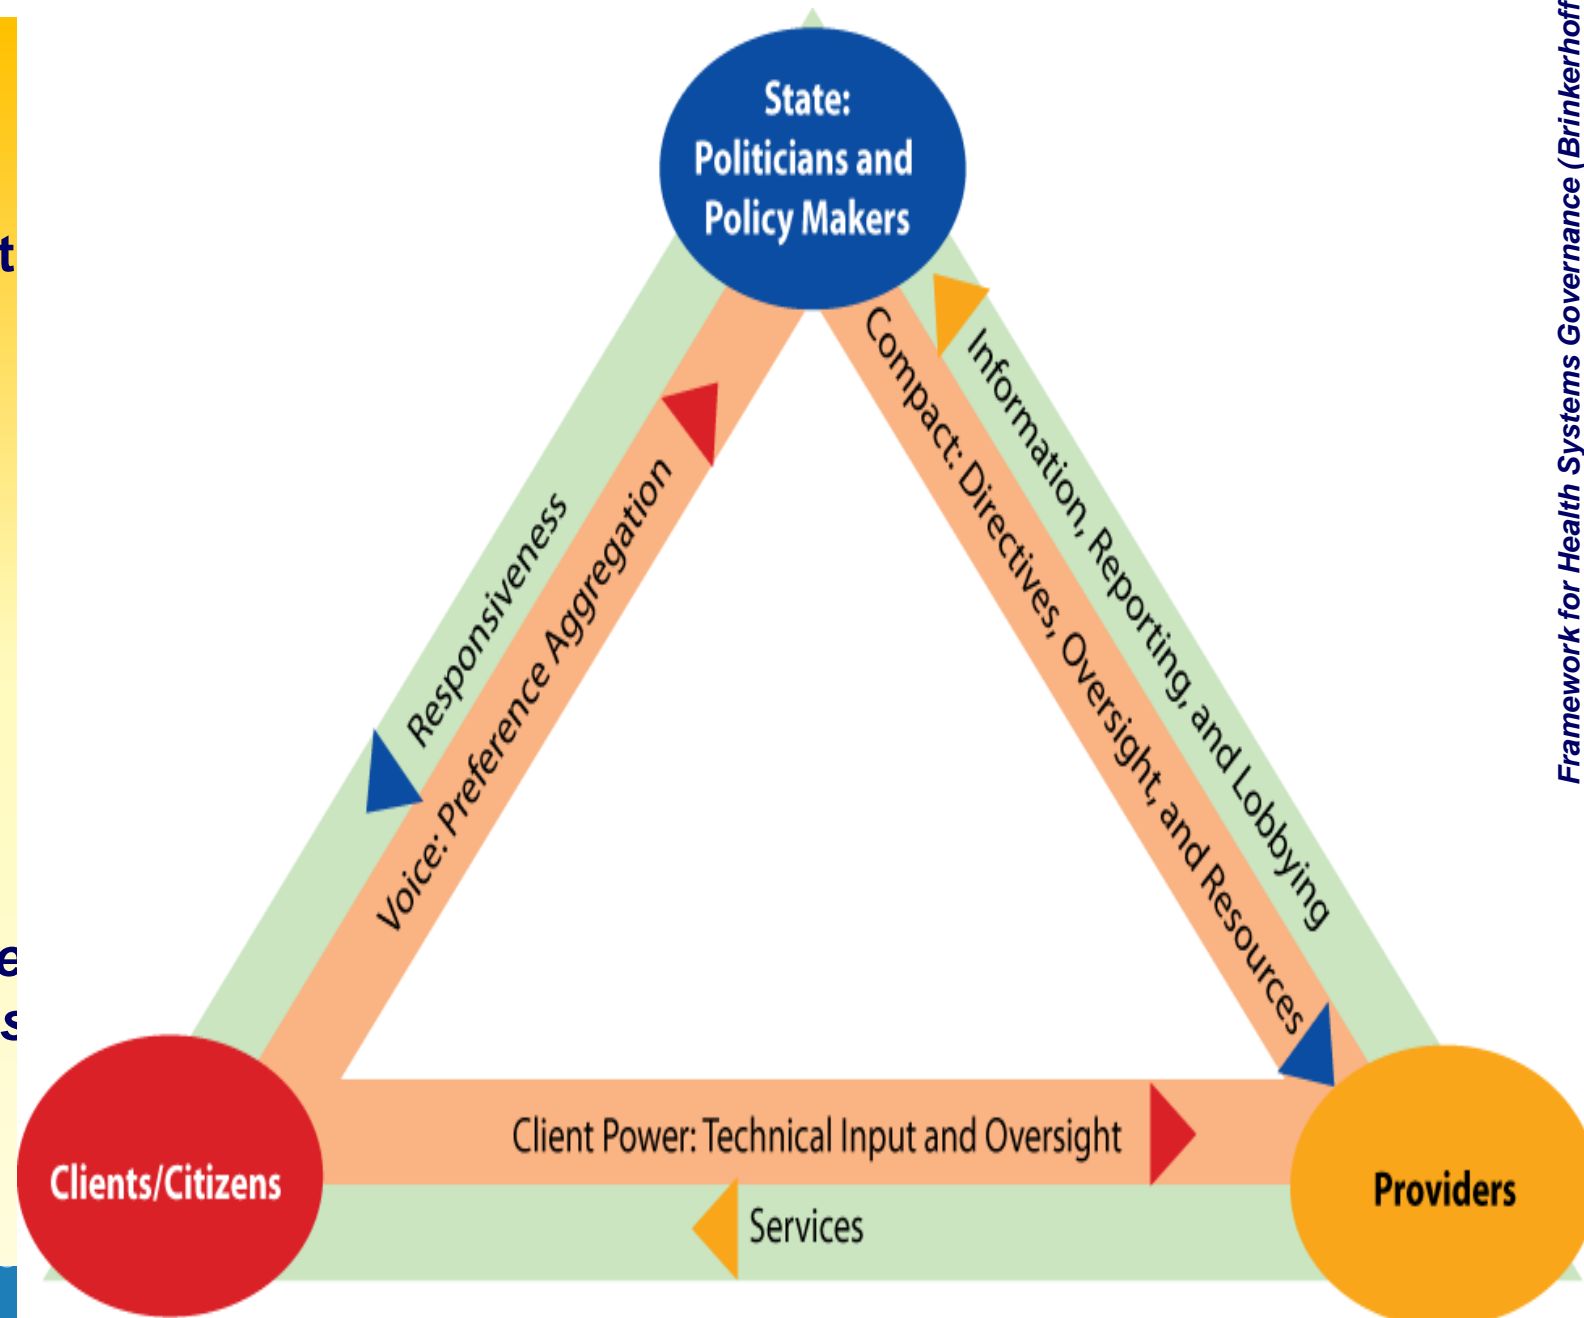 State:
Politicians and
Policy Makers
Responsiveness
Voice: Preference Aggregation
Compact: Directives, Oversight, and Resources
Information, Reporting, and Lobbying
Clients/Citizens
Client Power: Technical Input and Oversight
Services
Providers
Framework for Health Systems Governance (Brinkerhoff